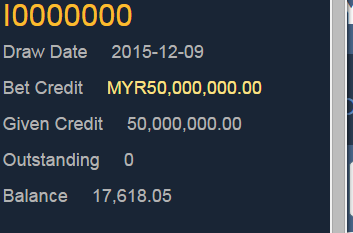 I0000000
Draw Date 2015-12-09
Bet Credit MYR50,000,000.00
Given Credit 50,000,000.00
Outstanding 0
Balance 17,618.05